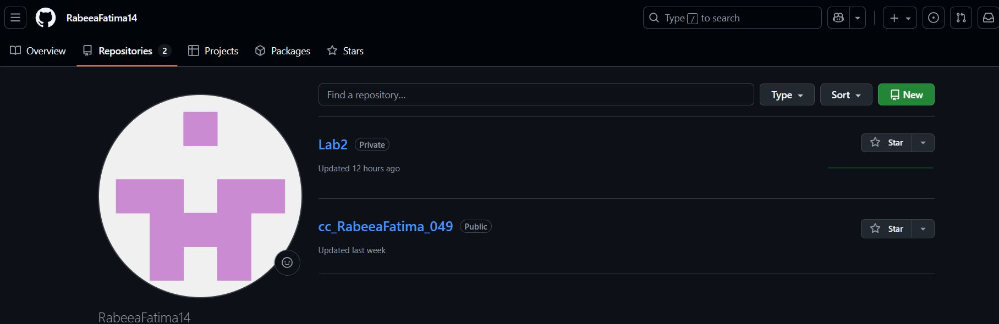 RabeeaFatima14
Type / to search
Overview
Repositories 2
Projects
Packages
Stars
Find a repository...
Type
Sort
New
Lab2 Private
Star
Updated 12 hours ago
cc_RabeeaFatima_049 Public
Star
Updated last week
RabeeaFatima14